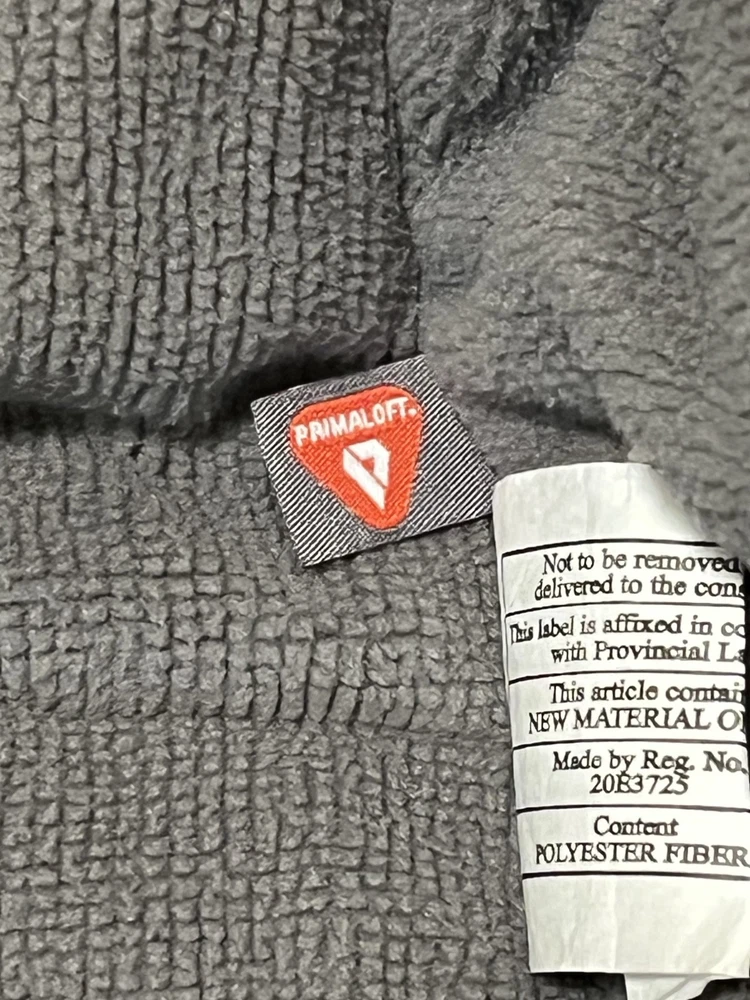 PRIMALOFT.
Not to be removed
delivered to the con
This label is affixed in co
with Provincial La
This article contai
NEW MATERIAL O
Made by Reg. No.
20B3725
Content
POLYESTER FIBER